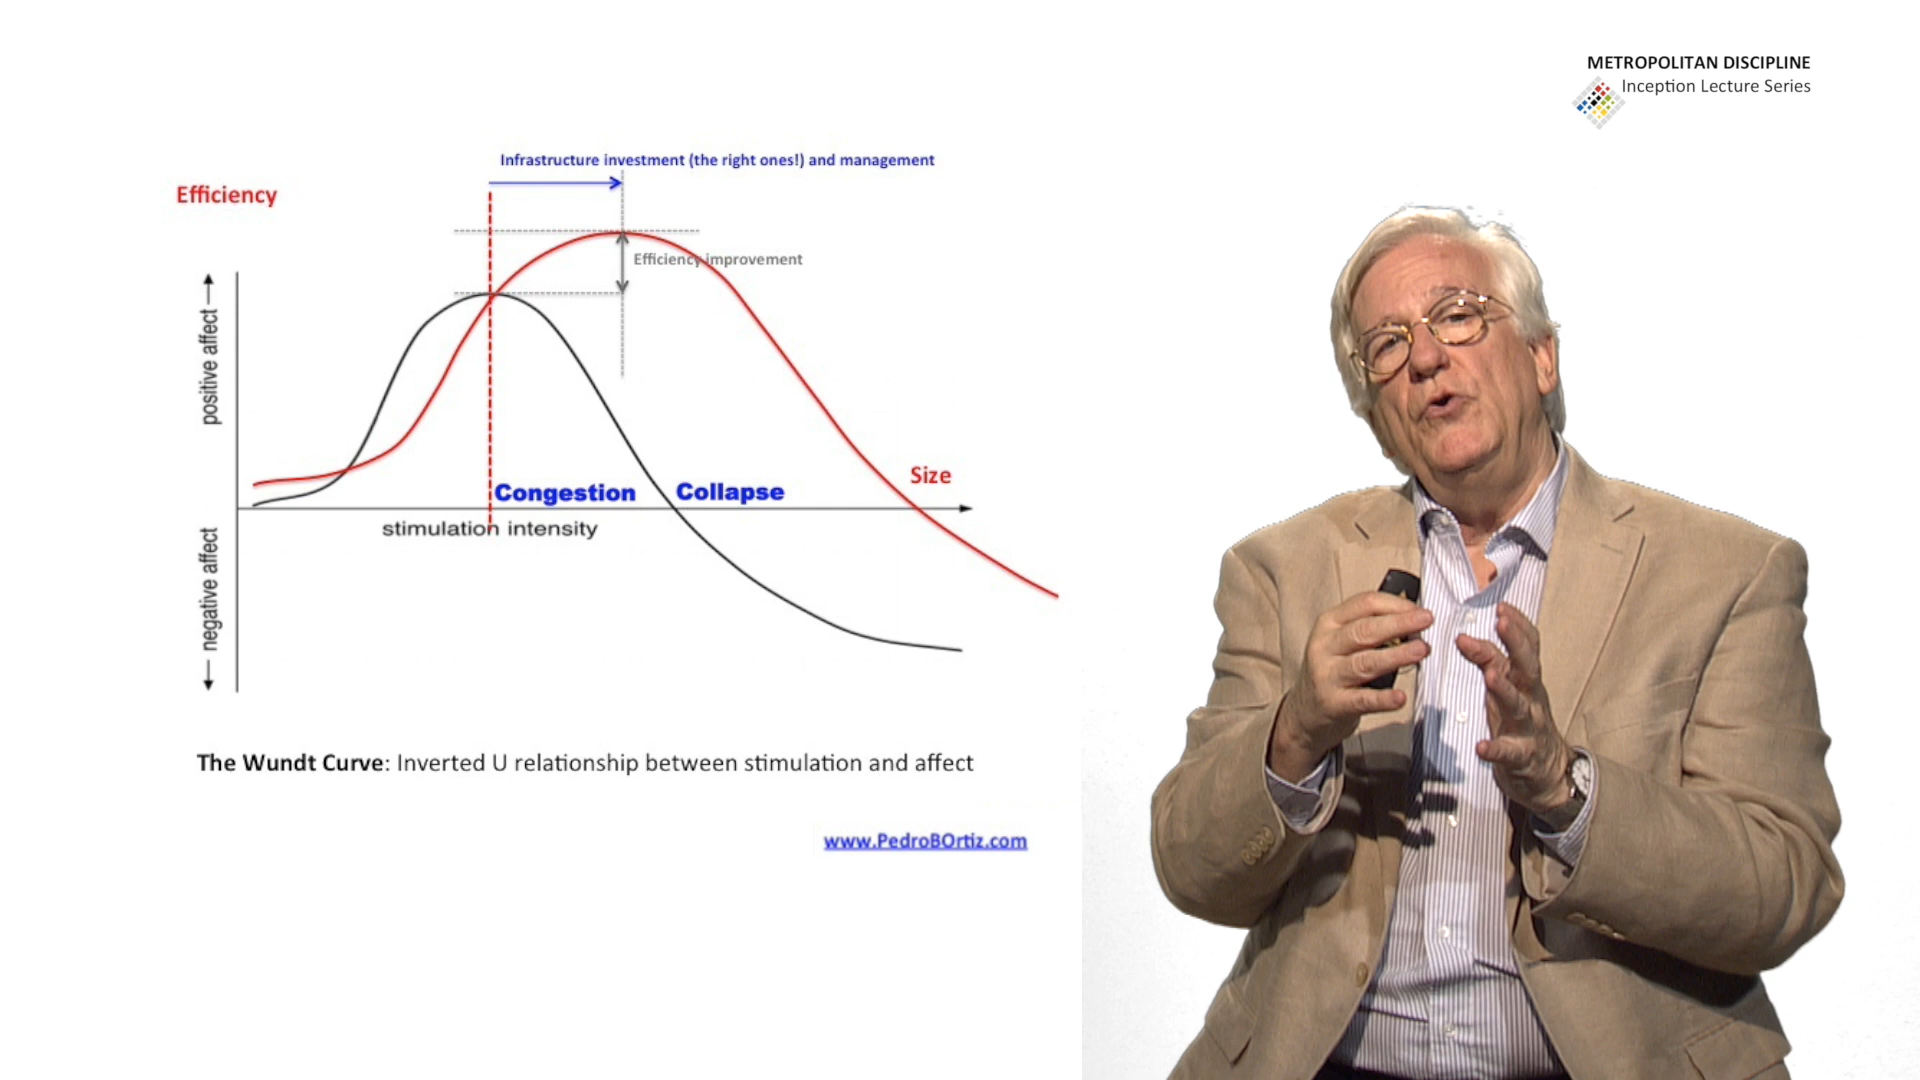 METROPOLITAN DISCIPLINE
Inception Lecture Series
Infrastructure investment (the right ones!) and management
Efficiency
Efficiency improvement
positive affect
Size
Congestion
Collapse
stimulation intensity
negative affect
The Wundt Curve: Inverted U relationship between stimulation and affect
www.PedroBOrtiz.com